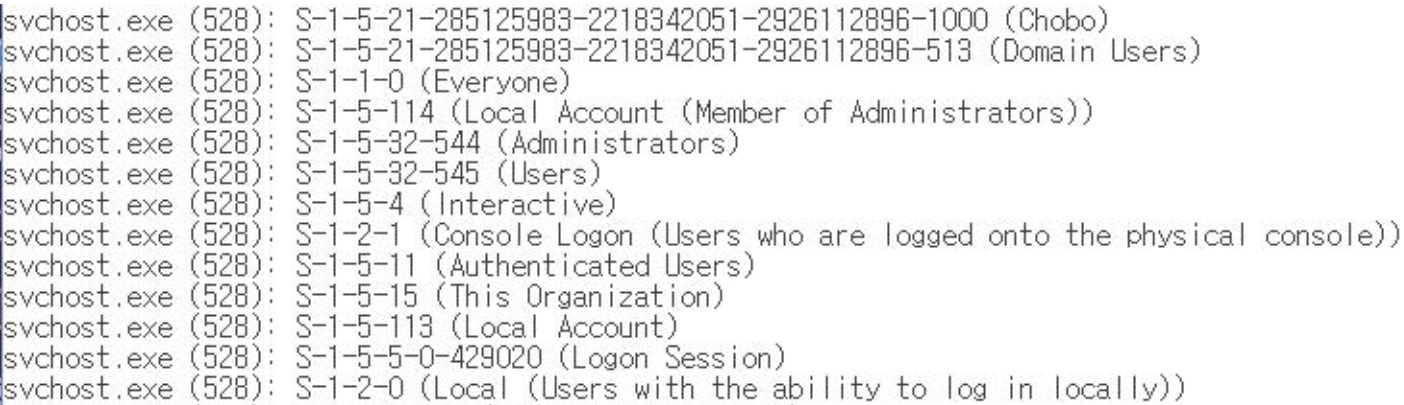 svchost.exe (528): S-1-5-21-285125983-2218342051-2926112896-1000 (Chobo)
svchost.exe (528): S-1-5-21-285125983-2218342051-2926112896-513 (Domain Users)
svchost.exe (528): S-1-1-0 (Everyone)
svchost.exe (528): S-1-5-114 (Local Account (Member of Administrators))
svchost.exe (528): S-1-5-32-544 (Administrators)
svchost.exe (528): S-1-5-32-545 (Users)
svchost.exe (528): S-1-5-4 (Interactive)
svchost.exe (528): S-1-2-1 (Console Logon (Users who are logged onto the physical console))
svchost.exe (528): S-1-5-11 (Authenticated Users)
svchost.exe (528): S-1-5-15 (This Organization)
svchost.exe (528): S-1-5-113 (Local Account)
svchost.exe (528): S-1-5-5-0-429020 (Logon Session)
svchost.exe (528): S-1-2-0 (Local (Users with the ability to log in locally))